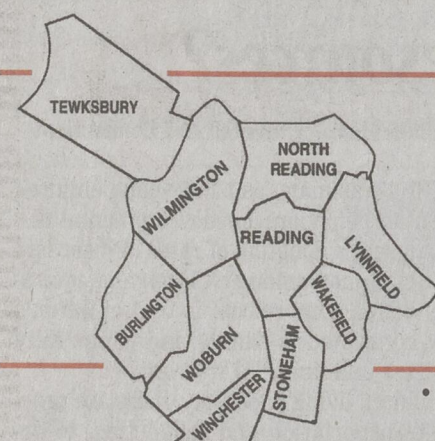 TEWKSBURY
NORTH
READING
WILMINGTON
READING
LYNNFIELD
BURLINGTON
WAKEFIELD
WOBURN
STONEHAM
WINCHESTER